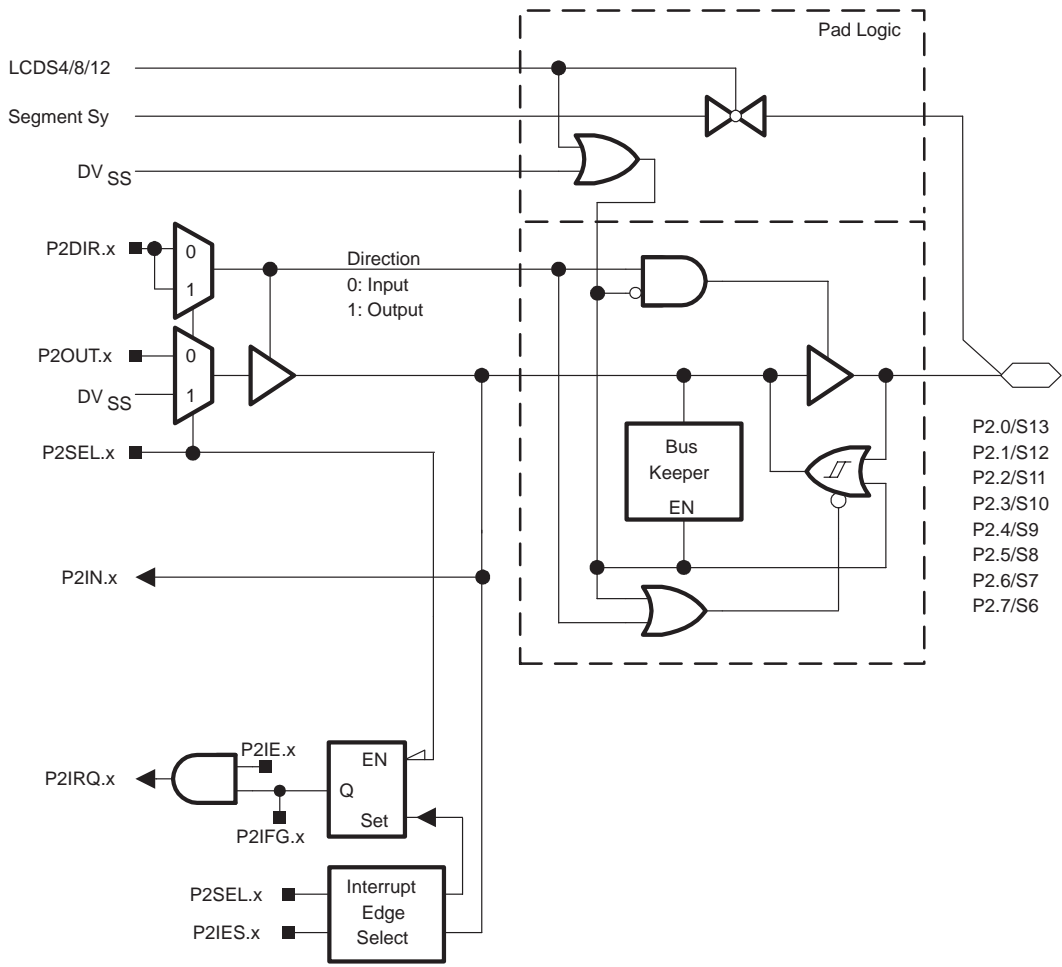 Pad Logic
LCDS4/8/12
Segment Sy
DVSS
P2DIR.x
0
1
Direction
0: Input
1: Output
P2OUT.x
0
DVSS
1
P2SEL.x
Bus
Keeper
EN
P2.0/S13
P2.1/S12
P2.2/S11
P2.3/S10
P2.4/S9
P2.5/S8
P2.6/S7
P2.7/S6
P2IN.x
P2IE.x
P2IRQ.x
EN
Q
Set
P2IFG.x
P2SEL.x
P2IES.x
Interrupt
Edge
Select